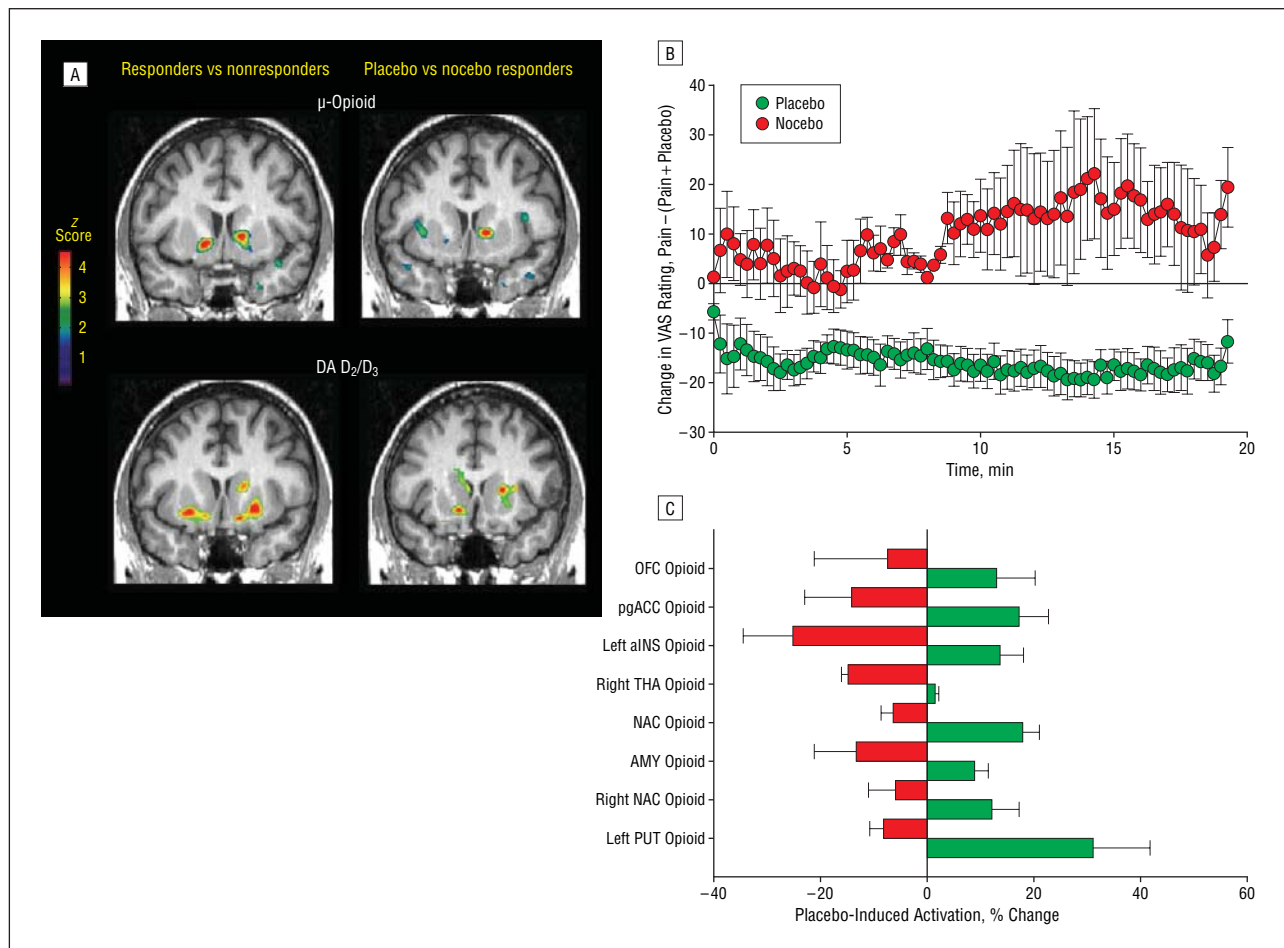 A
Responders vs nonresponders
Placebo vs nocebo responders
μ-Opioid
Z
Score
4
3
2
1
DA D₂/D₃
B
Placebo
Nocebo
Change in VAS Rating, Pain – (Pain + Placebo)
40
30
20
10
0
–10
–20
–30
0
5
10
15
20
Time, min
C
OFC Opioid
pgACC Opioid
Left aINS Opioid
Right THA Opioid
NAC Opioid
AMY Opioid
Right NAC Opioid
Left PUT Opioid
–40
–20
0
20
40
60
Placebo-Induced Activation, % Change